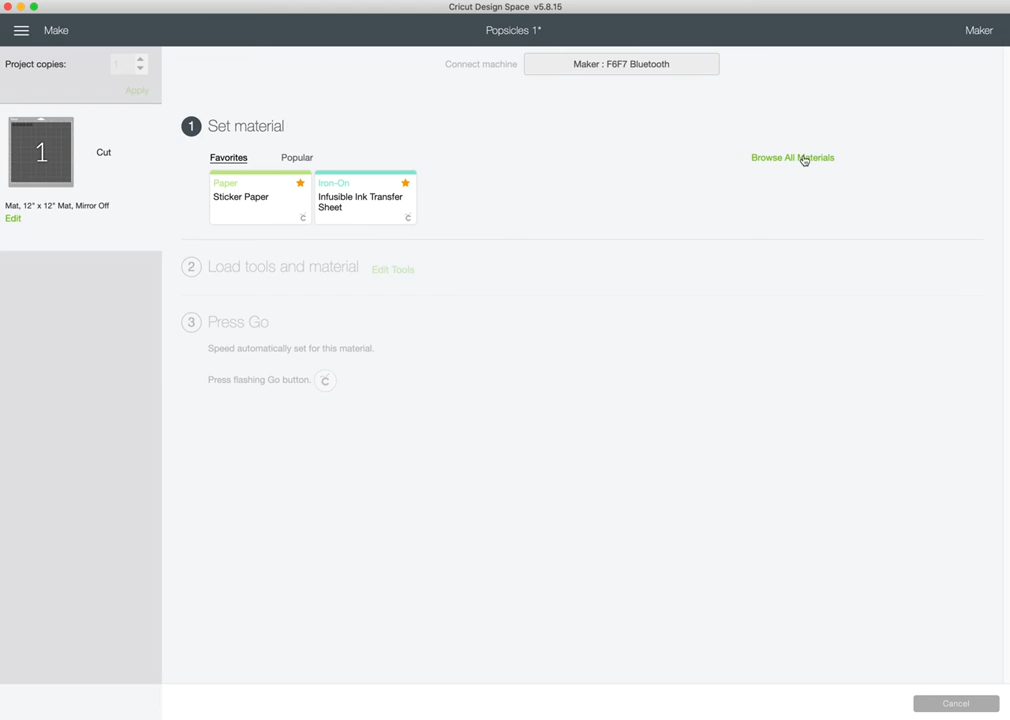 Cricut Design Space v5.8.15
Make
Popsicles 1*
Maker
Project copies:
1
Apply
1
Cut
Mat, 12" x 12" Mat, Mirror Off
Edit
Connect machine
Maker : F6F7 Bluetooth
1 Set material
Favorites
Popular
Browse All Materials
Paper
Sticker Paper
Iron-On
Infusible Ink Transfer
Sheet
2 Load tools and material
Edit Tools
3 Press Go
Speed automatically set for this material.
Press flashing Go button.
Cancel